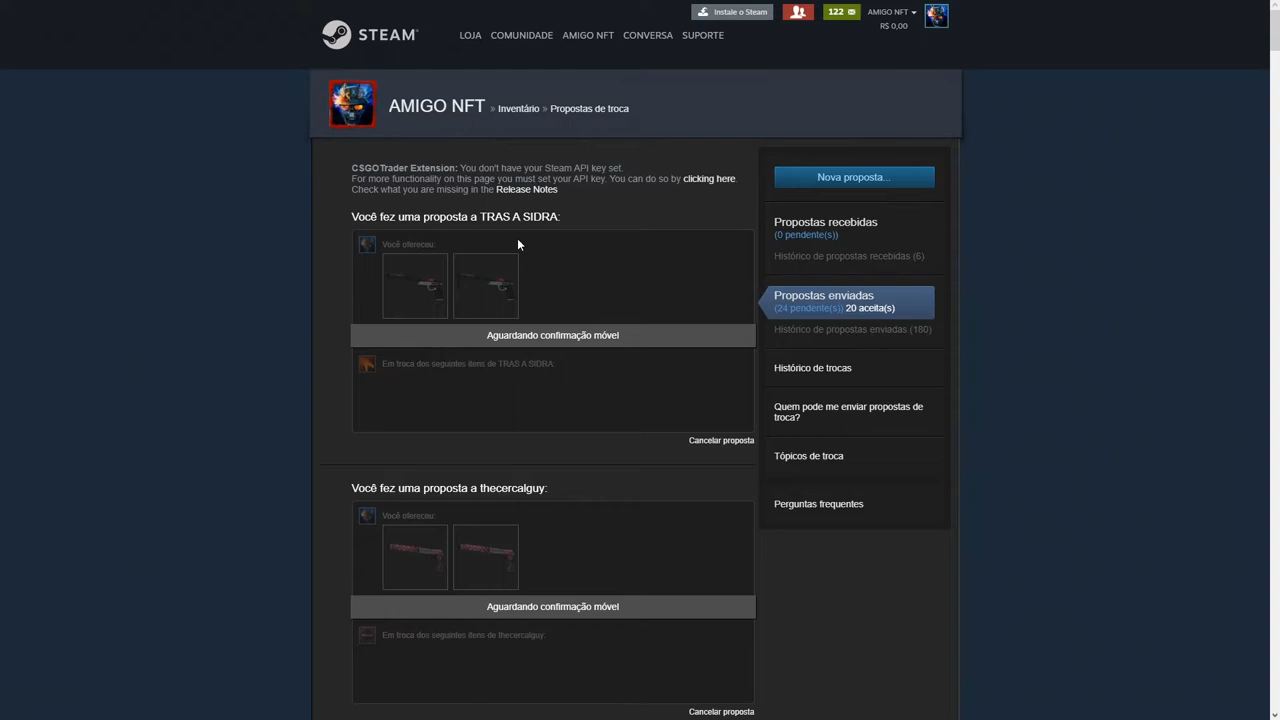 Instale o Steam
122
AMIGO NFT
R$ 0,00
STEAM
LOJA COMUNIDADE AMIGO NFT CONVERSA SUPORTE
AMIGO NFT » Inventário » Propostas de troca
CSGOTrader Extension: You don't have your Steam API key set.
For more functionality on this page you must set your API key. You can do so by clicking here.
Check what you are missing in the Release Notes
Você fez uma proposta a TRAS A SIDRA:
Você ofereceu:
Aguardando confirmação móvel
Em troca dos seguintes itens de TRAS A SIDRA:
Cancelar proposta
Você fez uma proposta a thecercalguy:
Você ofereceu:
Aguardando confirmação móvel
Em troca dos seguintes itens de thecercalguy:
Cancelar proposta
Nova proposta...
Propostas recebidas
(0 pendente(s))
Histórico de propostas recebidas (6)
Propostas enviadas
(24 pendente(s)) 20 aceita(s)
Histórico de propostas enviadas (180)
Histórico de trocas
Quem pode me enviar propostas de
troca?
Tópicos de troca
Perguntas frequentes